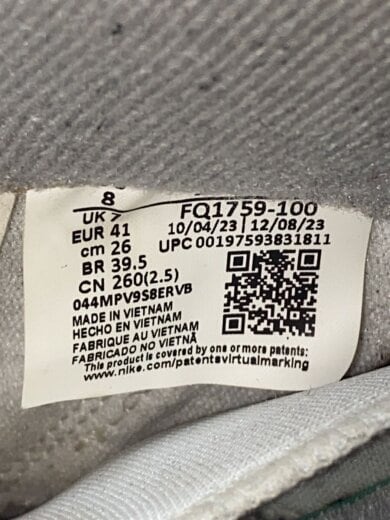 8
UK 7
EUR 41
cm 26
BR 39.5
CN 260(2.5)
044MPV9S8ERVB
FQ1759-100
10/04/23 | 12/08/23
UPC 00197593831811
MADE IN VIETNAM
HECHO EN VIETNAM
FABRIQUE AU VIETNAM
FABRICADO NO VIETNÃ
This product is covered by one or more patents:
www.nike.com/patentsvirtualmarking